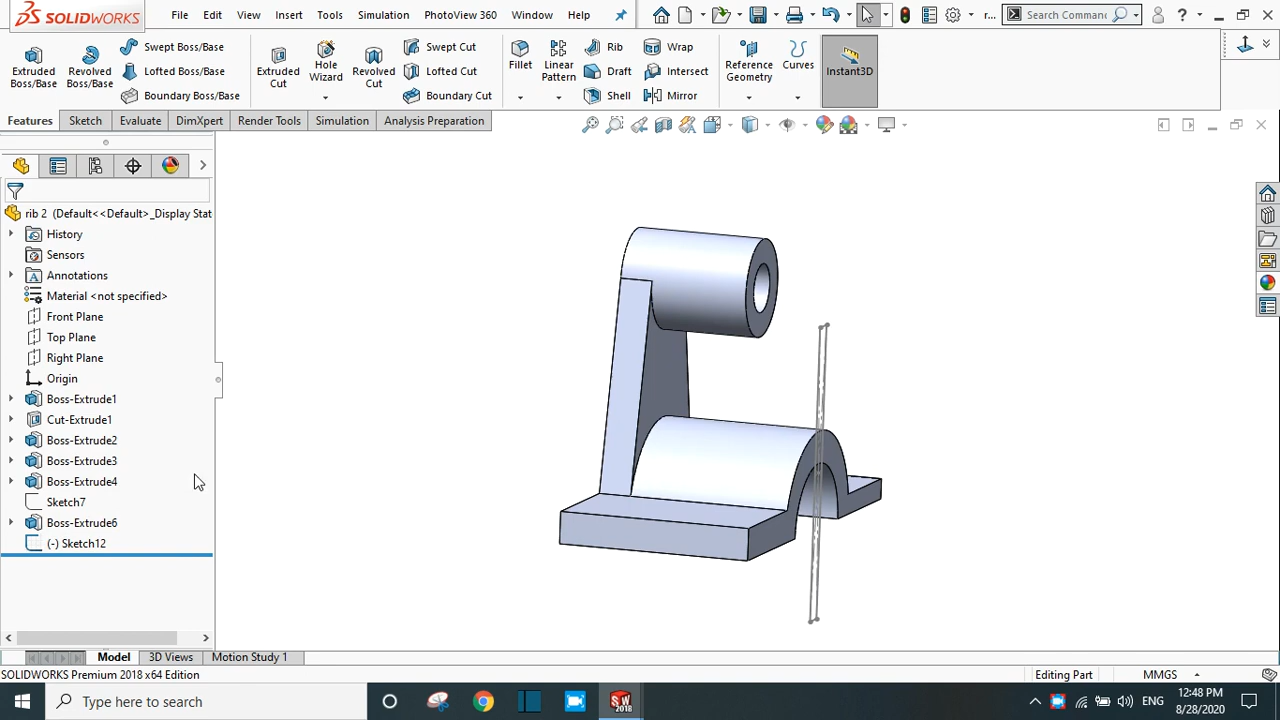 SOLIDWORKS File Edit View Insert Tools Simulation PhotoView 360 Window Help r... Search Commanc ?
Extruded Boss/Base Revolved Boss/Base Swept Boss/Base Lofted Boss/Base Boundary Boss/Base Extruded Cut Hole Wizard Revolved Cut Swept Cut Lofted Cut Boundary Cut Fillet Linear Pattern Rib Draft Shell Wrap Intersect Mirror Reference Geometry Curves Instant3D
Features Sketch Evaluate DimXpert Render Tools Simulation Analysis Preparation
rib 2 (Default<<Default>_Display Stat
History
Sensors
Annotations
Material <not specified>
Front Plane
Top Plane
Right Plane
Origin
Boss-Extrude1
Cut-Extrude1
Boss-Extrude2
Boss-Extrude3
Boss-Extrude4
Sketch7
Boss-Extrude6
(-) Sketch12
Model 3D Views Motion Study 1
SOLIDWORKS Premium 2018 x64 Edition Editing Part MMGS
Type here to search SW 2018 ENG 12:48 PM
8/28/2020